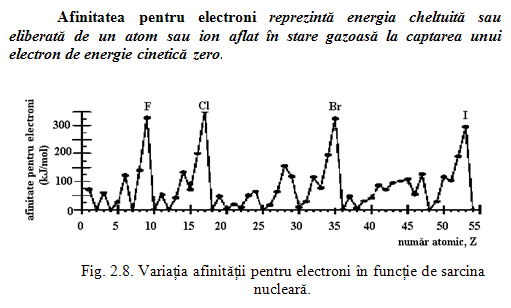 Afinitatea pentru electroni reprezintă energia cheltuită sau
eliberată de un atom sau ion aflat în stare gazoasă la captarea unui
electron de energie cinetică zero.
F Cl Br I
afinitate pentru electroni
(kJ/mol)
300
200
100
0
0 5 10 15 20 25 30 35 40 45 50 55
număr atomic, Z
Fig. 2.8. Variația afinității pentru electroni în funcție de sarcina
nucleară.